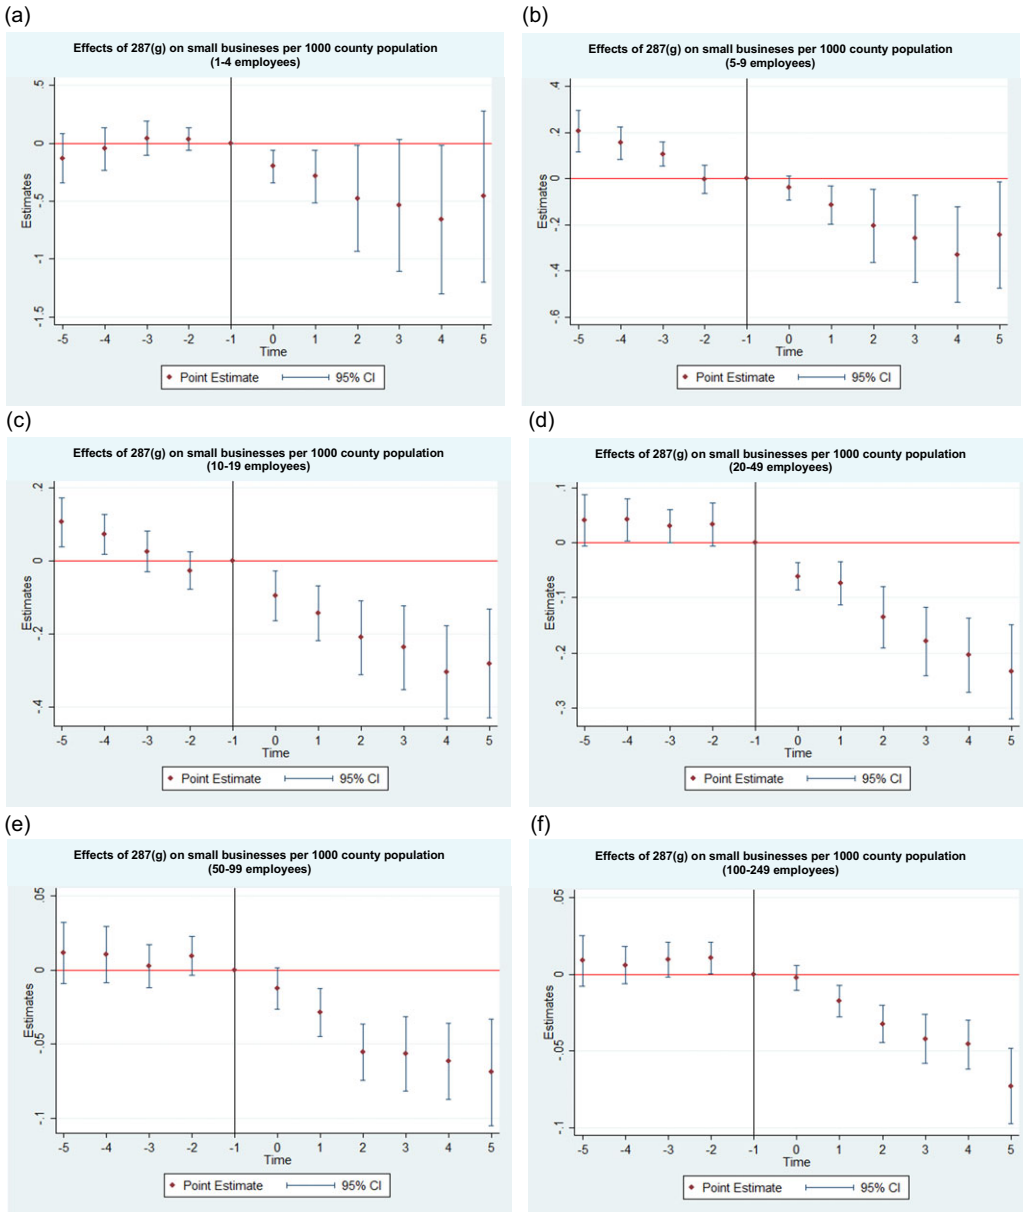 (a)
Effects of 287(g) on small busineses per 1000 county population
(1-4 employees)
Estimates
.5
0
-.5
-1
-1.5
-5 -4 -3 -2 -1 0 1 2 3 4 5
Time
Point Estimate 95% CI
(b)
Effects of 287(g) on small businesses per 1000 county population
(5-9 employees)
Estimates
.4
.2
0
-.2
-.4
-.6
-5 -4 -3 -2 -1 0 1 2 3 4 5
Time
Point Estimate 95% CI
(c)
Effects of 287(g) on small businesses per 1000 county population
(10-19 employees)
Estimates
.2
0
-.2
-.4
-5 -4 -3 -2 -1 0 1 2 3 4 5
Time
Point Estimate 95% CI
(d)
Effects of 287(g) on small businesses per 1000 county population
(20-49 employees)
Estimates
.1
0
-.1
-.2
-.3
-5 -4 -3 -2 -1 0 1 2 3 4 5
Time
Point Estimate 95% CI
(e)
Effects of 287(g) on small businesses per 1000 county population
(50-99 employees)
Estimates
.05
0
-.05
-.1
-5 -4 -3 -2 -1 0 1 2 3 4 5
Time
Point Estimate 95% CI
(f)
Effects of 287(g) on small businesses per 1000 county population
(100-249 employees)
Estimates
.05
0
-.05
-.1
-5 -4 -3 -2 -1 0 1 2 3 4 5
Time
Point Estimate 95% CI